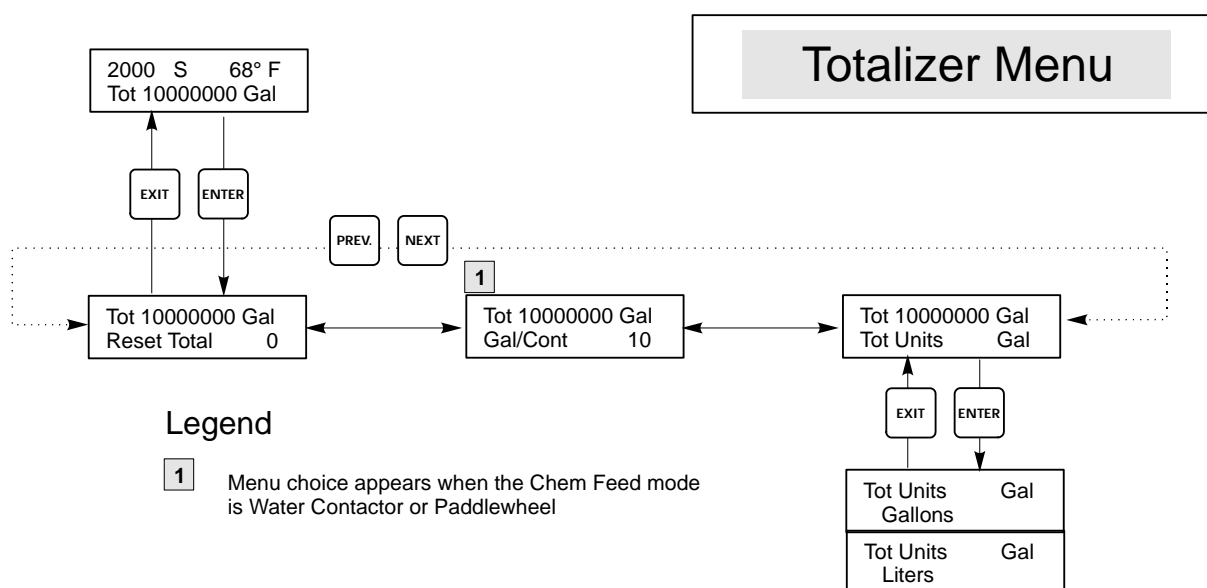 Totalizer Menu
2000 S 68° F
Tot 10000000 Gal
EXIT
ENTER
PREV.
NEXT
1
Tot 10000000 Gal
Reset Total 0
Tot 10000000 Gal
Gal/Cont 10
Tot 10000000 Gal
Tot Units Gal
EXIT
ENTER
Legend
1
Menu choice appears when the Chem Feed mode
is Water Contactor or Paddlewheel
Tot Units Gal
Gallons
Tot Units Gal
Liters